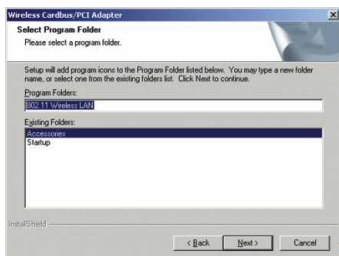 Wireless Cardbus/PCI Adapter
Select Program Folder
Please select a program folder.
Setup will add program icons to the Program Folder listed below. You may type a new folder
name, or select one from the existing folders list. Click Next to continue.
Program Folders:
802.11 Wireless LAN
Existing Folders:
Accessories
Startup
InstallShield
< Back
Next >
Cancel